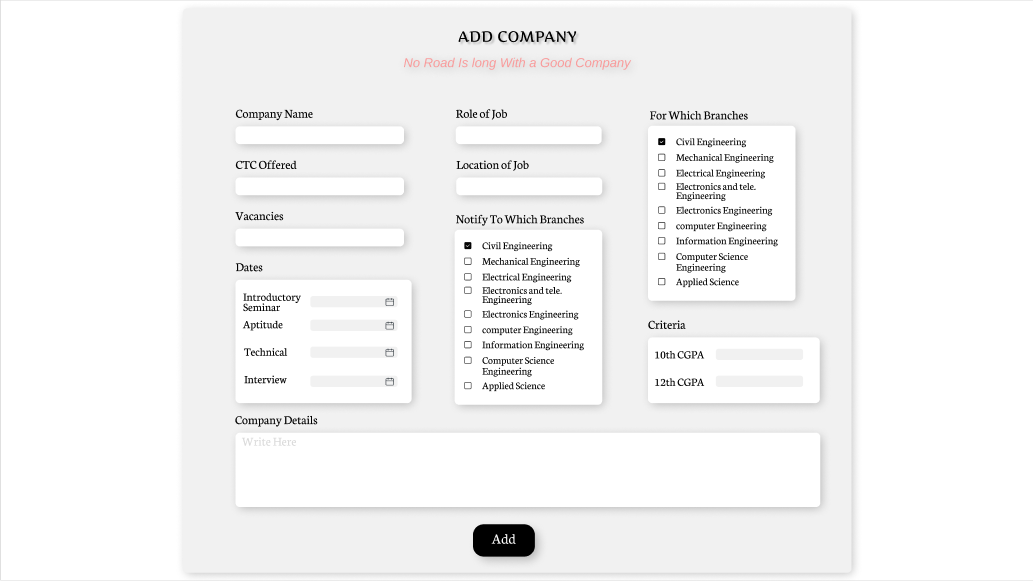 ADD COMPANY
No Road Is long With a Good Company
Company Name
CTC Offered
Vacancies
Dates
Introductory
Seminar
Aptitude
Technical
Interview
Role of Job
Location of Job
Notify To Which Branches
Civil Engineering
Mechanical Engineering
Electrical Engineering
Electronics and tele.
Engineering
Electronics Engineering
computer Engineering
Information Engineering
Computer Science
Engineering
Applied Science
For Which Branches
Civil Engineering
Mechanical Engineering
Electrical Engineering
Electronics and tele.
Engineering
Electronics Engineering
computer Engineering
Information Engineering
Computer Science
Engineering
Applied Science
Criteria
10th CGPA
12th CGPA
Company Details
Write Here
Add